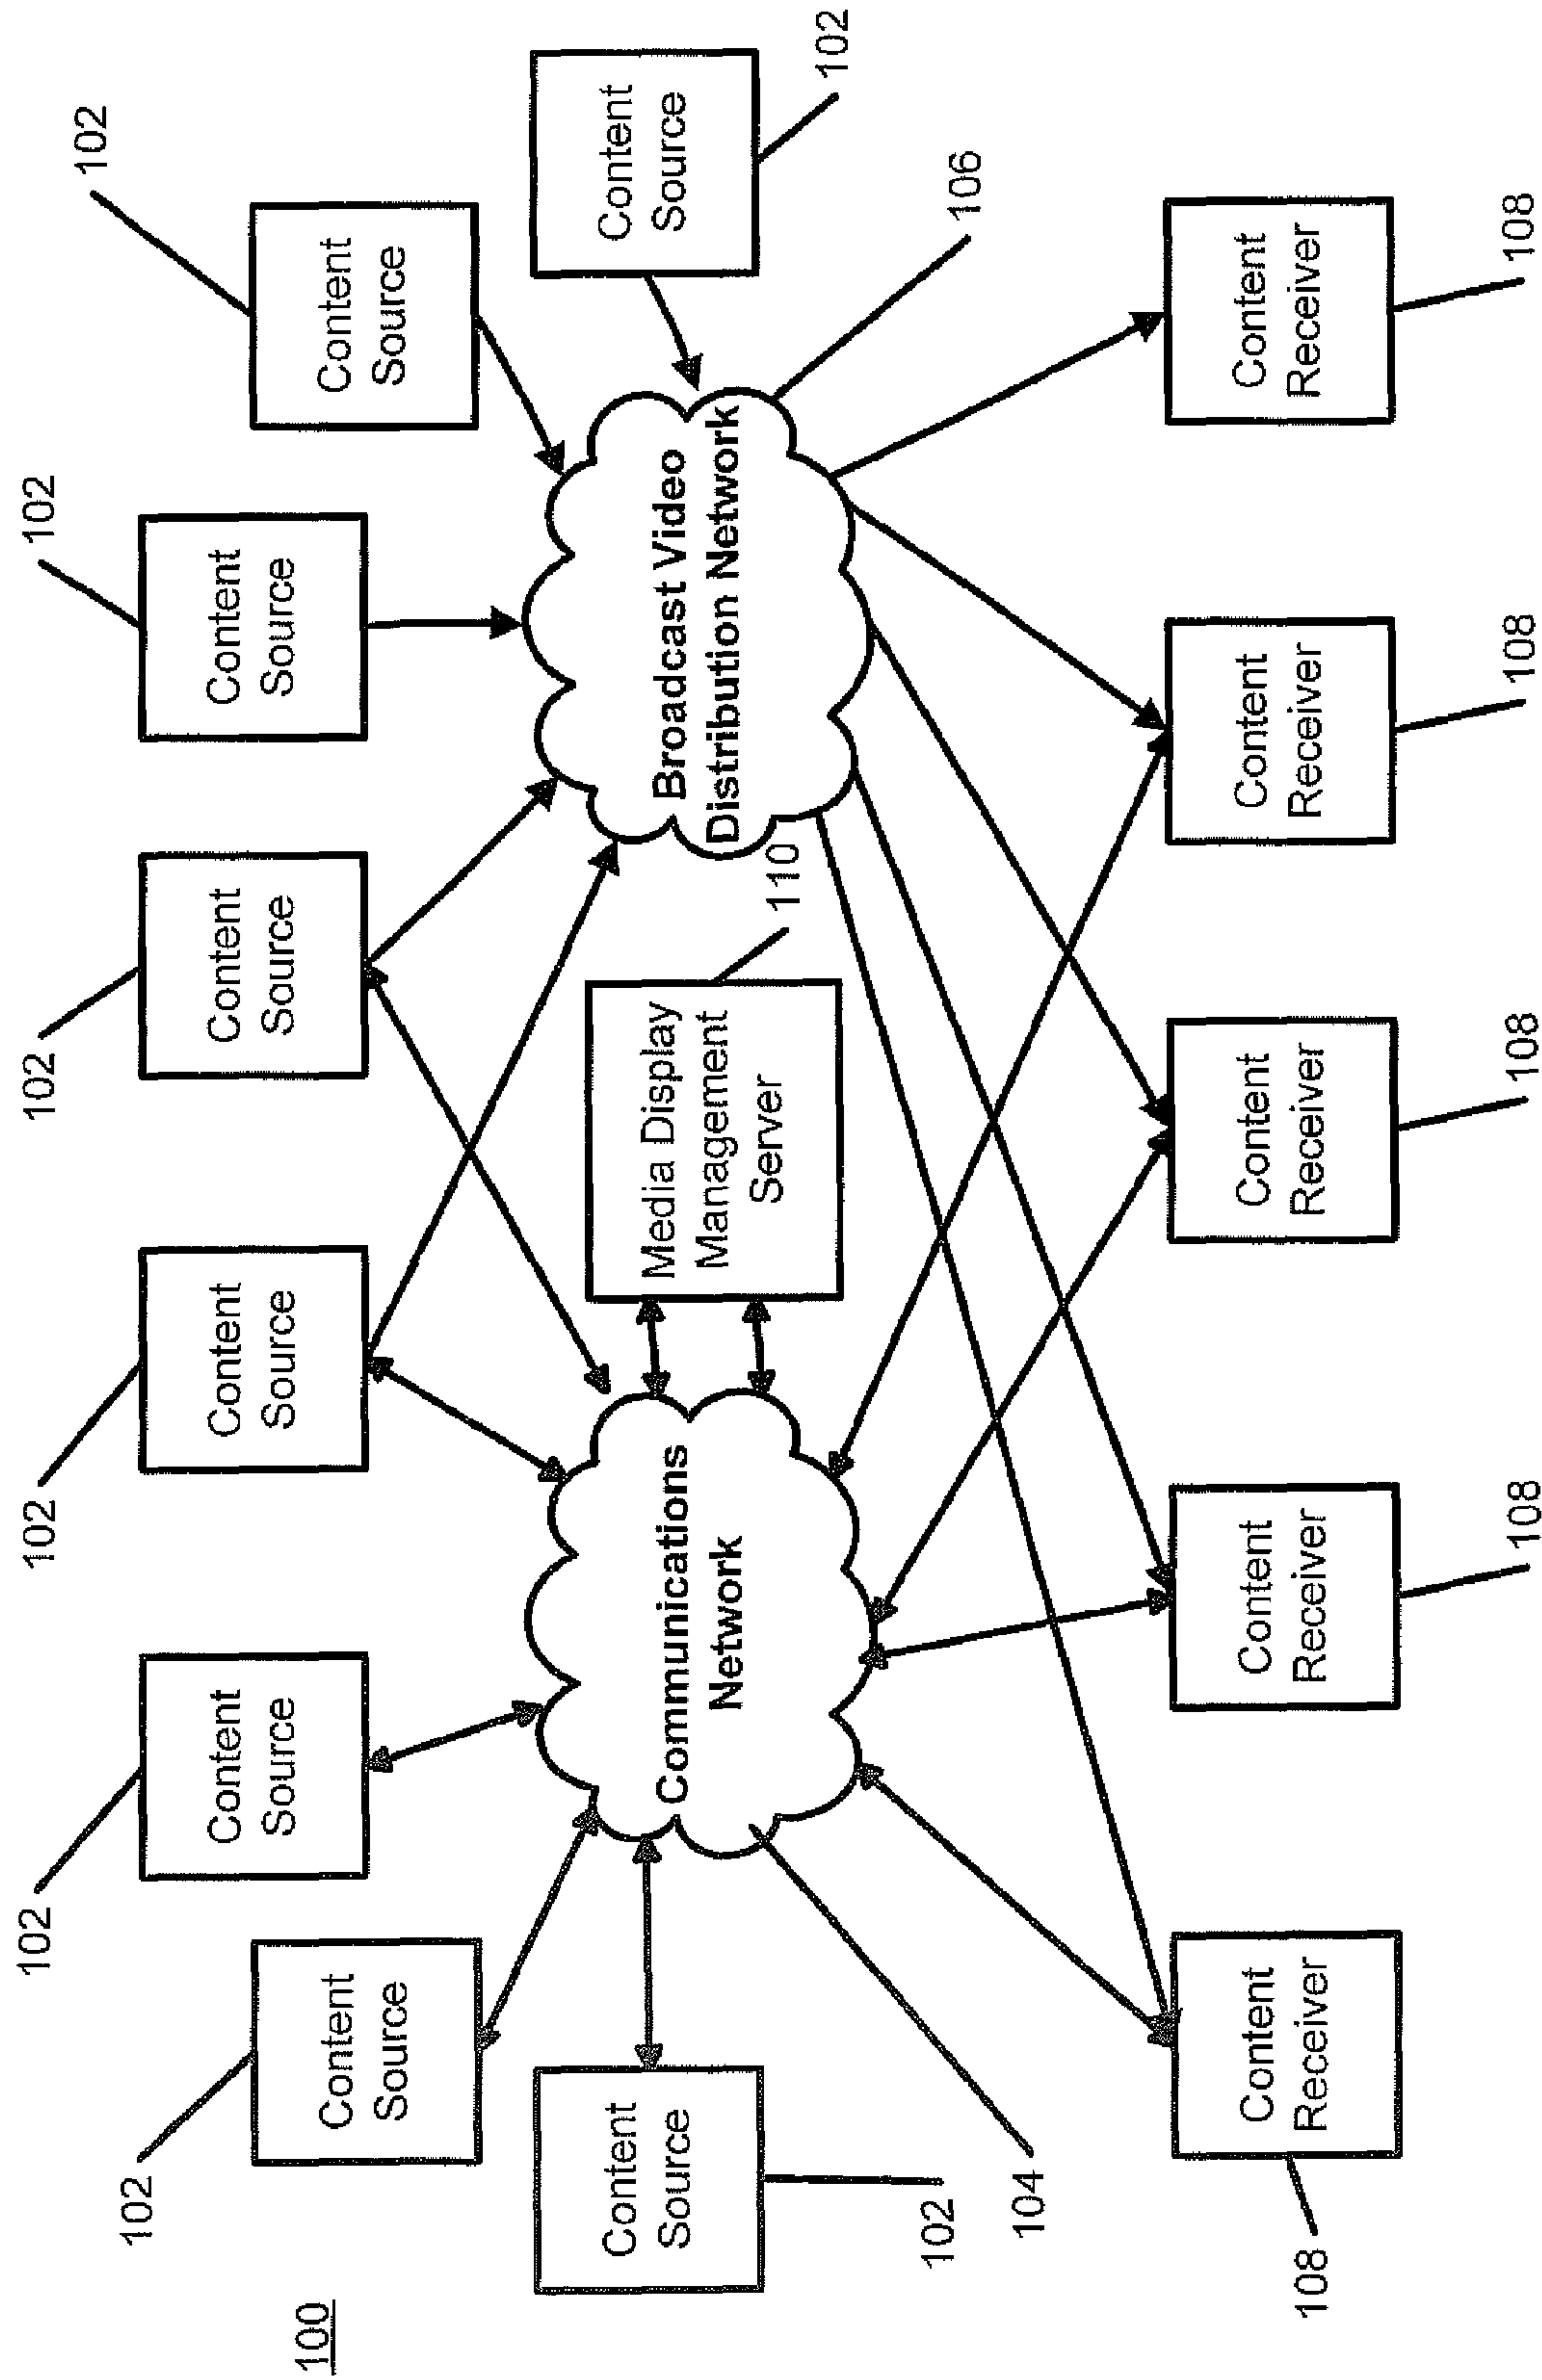 100
102
102
102
102
102
102
Content
Source
Content
Source
Content
Source
Content
Source
Content
Source
Content
Source
Content
Source
102
Content
Source
102
Communications
Network
104
Media Display
Management
Server
110
Broadcast Video
Distribution Network
106
Content
Receiver
108
Content
Receiver
108
Content
Receiver
108
Content
Receiver
108
Content
Receiver
108